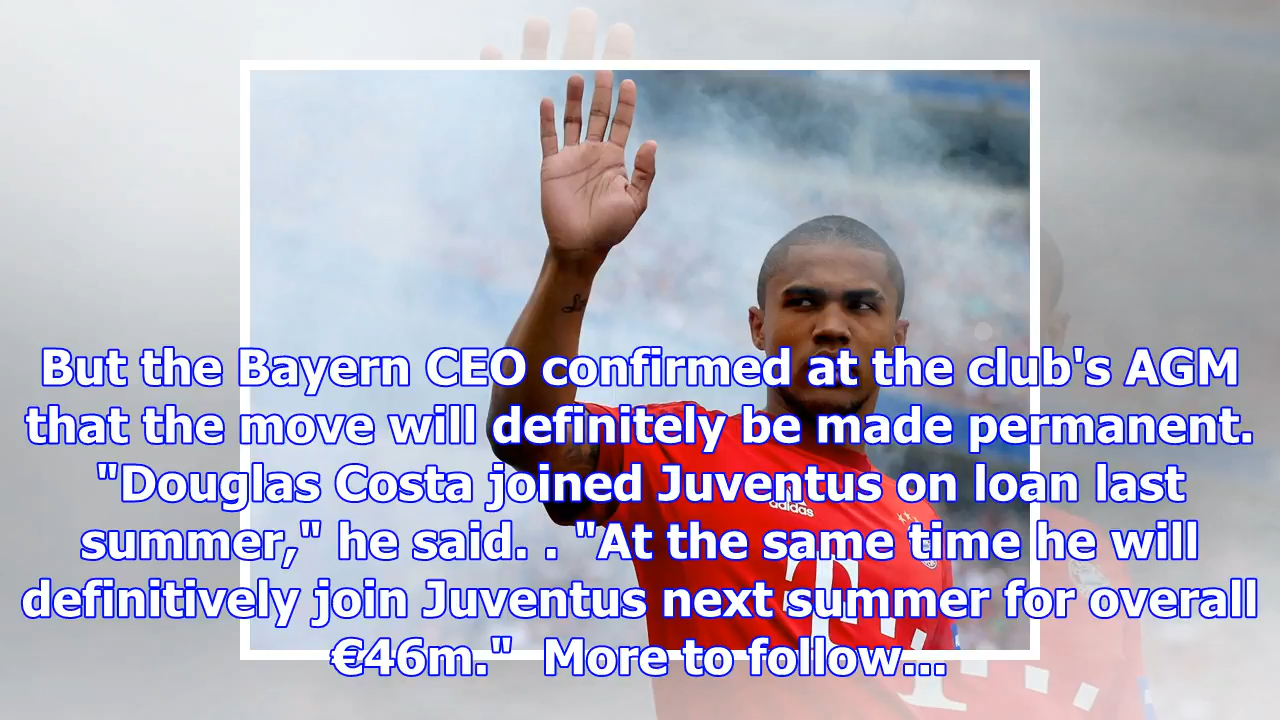 But the Bayern CEO confirmed at the club's AGM
that the move will definitely be made permanent.
"Douglas Costa joined Juventus on loan last
summer," he said. . "At the same time he will
definitively join Juventus next summer for overall
€46m."  More to follow...
adidas
T